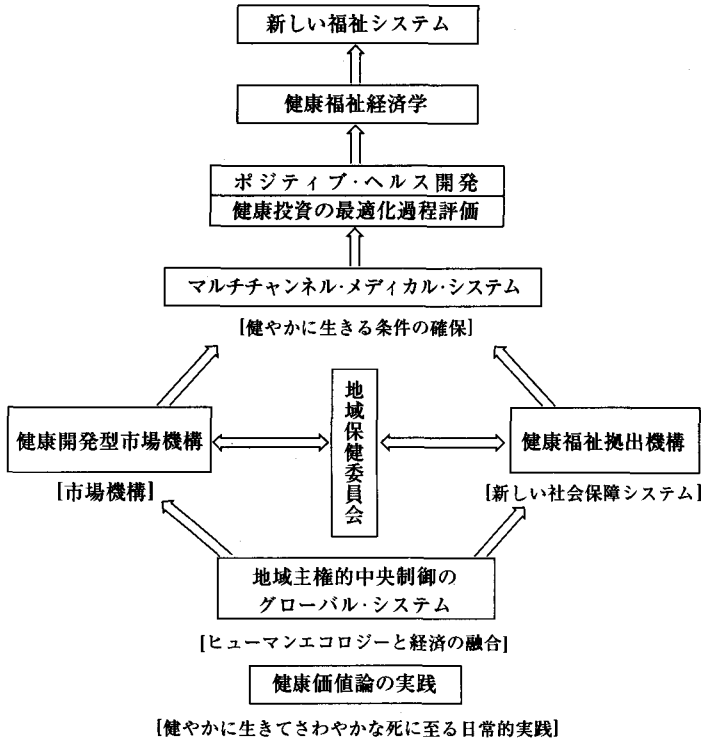 新しい福祉システム
健康福祉経済学
ポジティブ・ヘルス開発
健康投資の最適化過程評価
マルチチャンネル・メディカル・システム
[健やかに生きる条件の確保]
健康開発型市場機構
[市場機構]
地域保健委員会
健康福祉拠出機構
[新しい社会保障システム]
地域主権的中央制御の
グローバル・システム
[ヒューマンエコロジーと経済の融合]
健康価値論の実践
[健やかに生きてさわやかな死に至る日常的実践]